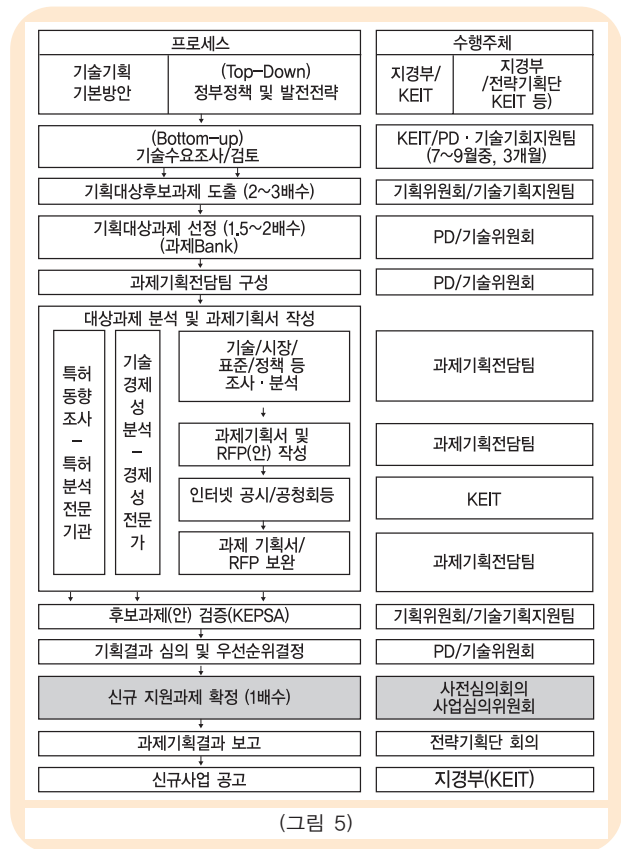 프로세스
수행주체
기술기획
기본방안
(Top-Down)
정부정책 및 발전전략
지경부/
KEIT
지경부
/전략기획단
KEIT 등)
(Bottom-up)
기술수요조사/검토
KEIT/PD·기술기회지원팀
(7~9월중, 3개월)
기획대상후보과제 도출 (2~3배수)
기획위원회/기술기획지원팀
기획대상과제 선정 (1.5~2배수)
(과제Bank)
PD/기술위원회
과제기획전담팀 구성
PD/기술위원회
대상과제 분석 및 과제기획서 작성
특허
동향
조사
-
특허
분석
전문
기관
기술
경제
성
분석
-
경제
성
전문
가
기술/시장/
표준/정책 등
조사·분석
과제기획전담팀
과제기획서 및
RFP(안) 작성
과제기획전담팀
인터넷 공시/공청회등
KEIT
과제 기획서/
RFP 보완
과제기획전담팀
후보과제(안) 검증(KEPSA)
기획위원회/기술기획지원팀
기획결과 심의 및 우선순위결정
PD/기술위원회
신규 지원과제 확정 (1배수)
사전심의회의
사업심의위원회
과제기획결과 보고
전략기획단 회의
신규사업 공고
지경부(KEIT)
(그림 5)